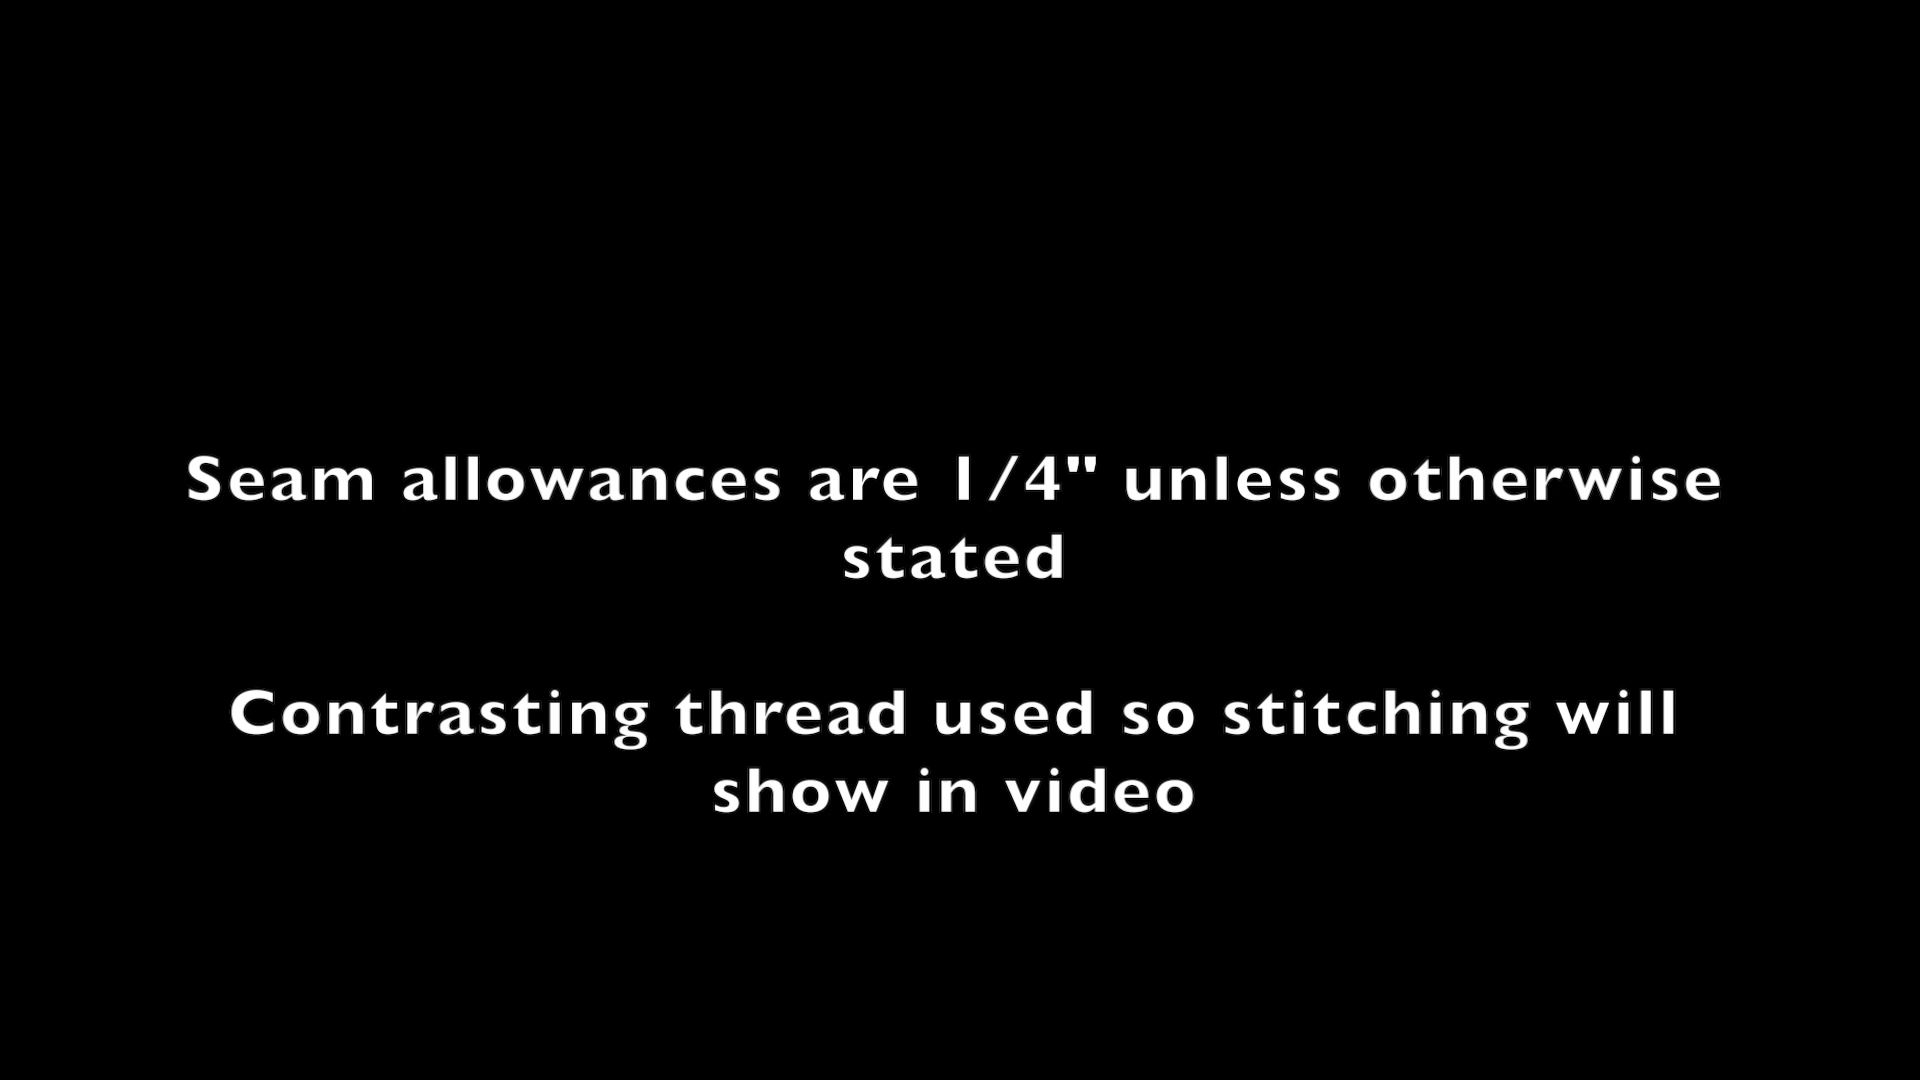 Seam allowances are 1/4" unless otherwise
stated
Contrasting thread used so stitching will
show in video